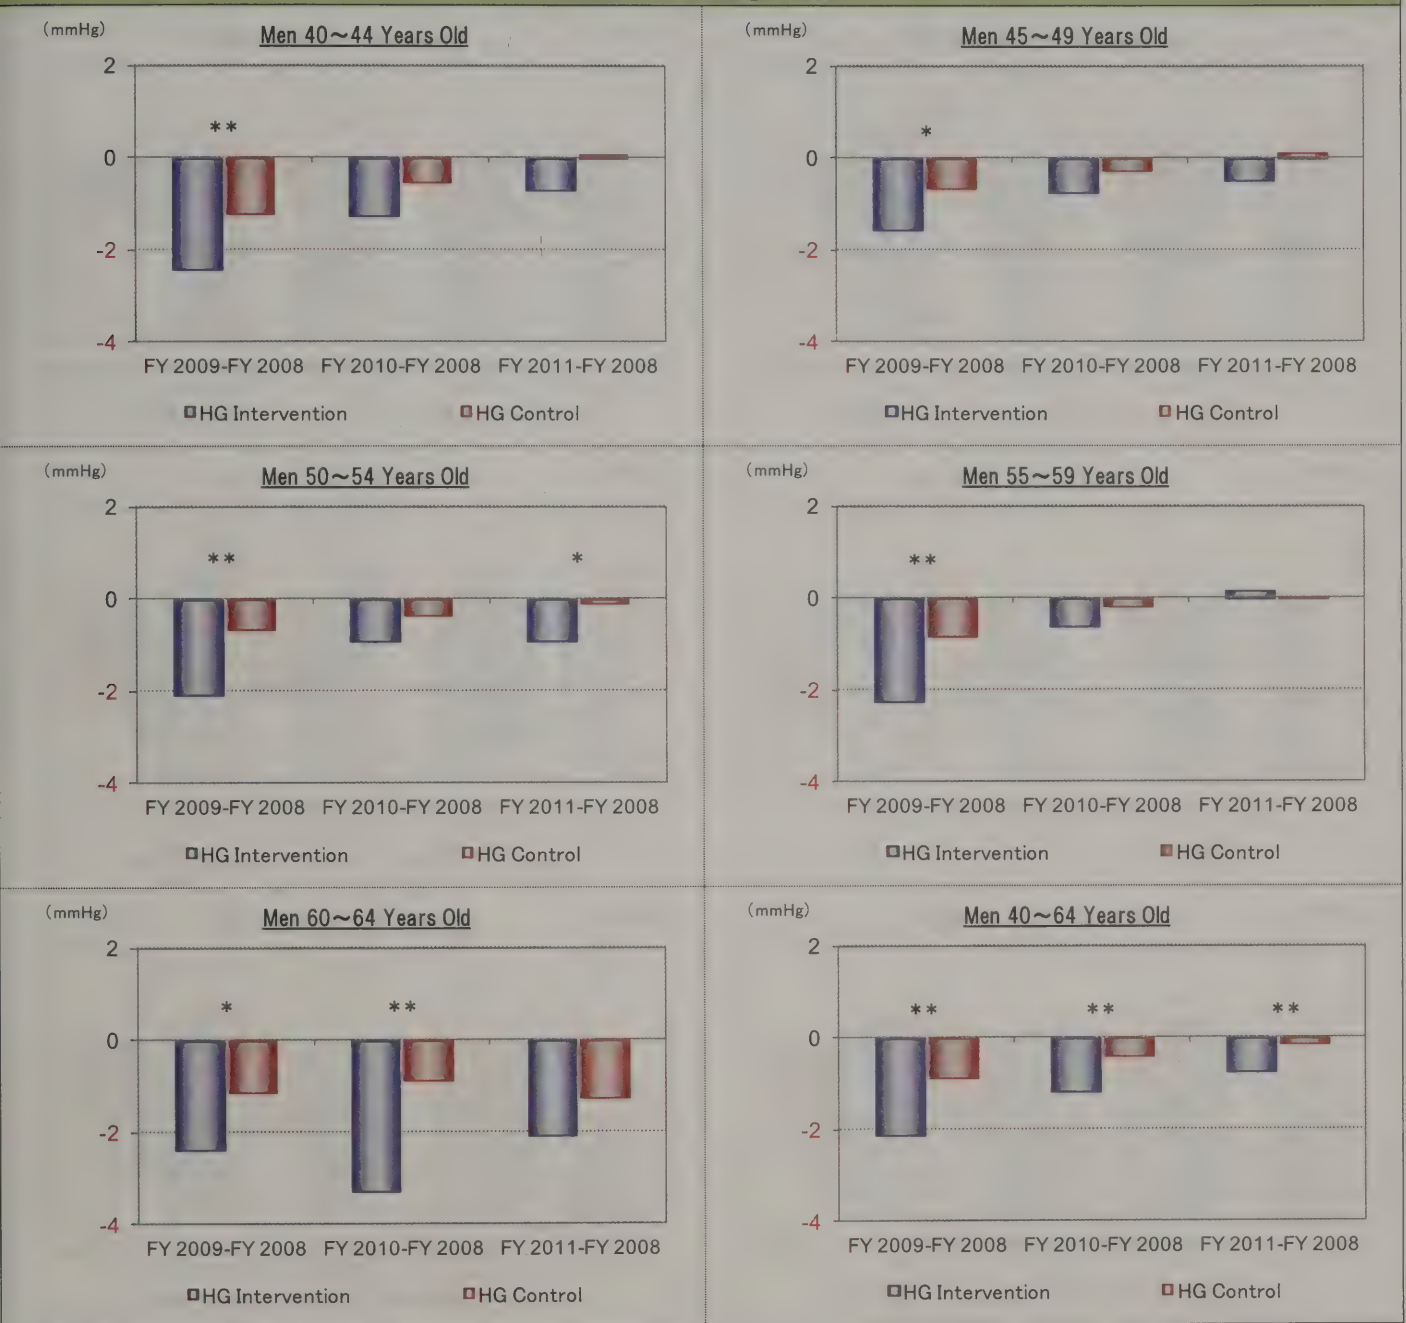 (mmHg)
Men 40～44 Years Old
2
**
0
-2
-4
FY 2009-FY 2008 FY 2010-FY 2008 FY 2011-FY 2008
HG Intervention HG Control
(mmHg)
Men 45～49 Years Old
2
*
0
-2
-4
FY 2009-FY 2008 FY 2010-FY 2008 FY 2011-FY 2008
HG Intervention HG Control
(mmHg)
Men 50～54 Years Old
2
** *
0
-2
-4
FY 2009-FY 2008 FY 2010-FY 2008 FY 2011-FY 2008
HG Intervention HG Control
(mmHg)
Men 55～59 Years Old
2
**
0
-2
-4
FY 2009-FY 2008 FY 2010-FY 2008 FY 2011-FY 2008
HG Intervention HG Control
(mmHg)
Men 60～64 Years Old
2
* **
0
-2
-4
FY 2009-FY 2008 FY 2010-FY 2008 FY 2011-FY 2008
HG Intervention HG Control
(mmHg)
Men 40～64 Years Old
2
** ** **
0
-2
-4
FY 2009-FY 2008 FY 2010-FY 2008 FY 2011-FY 2008
HG Intervention HG Control